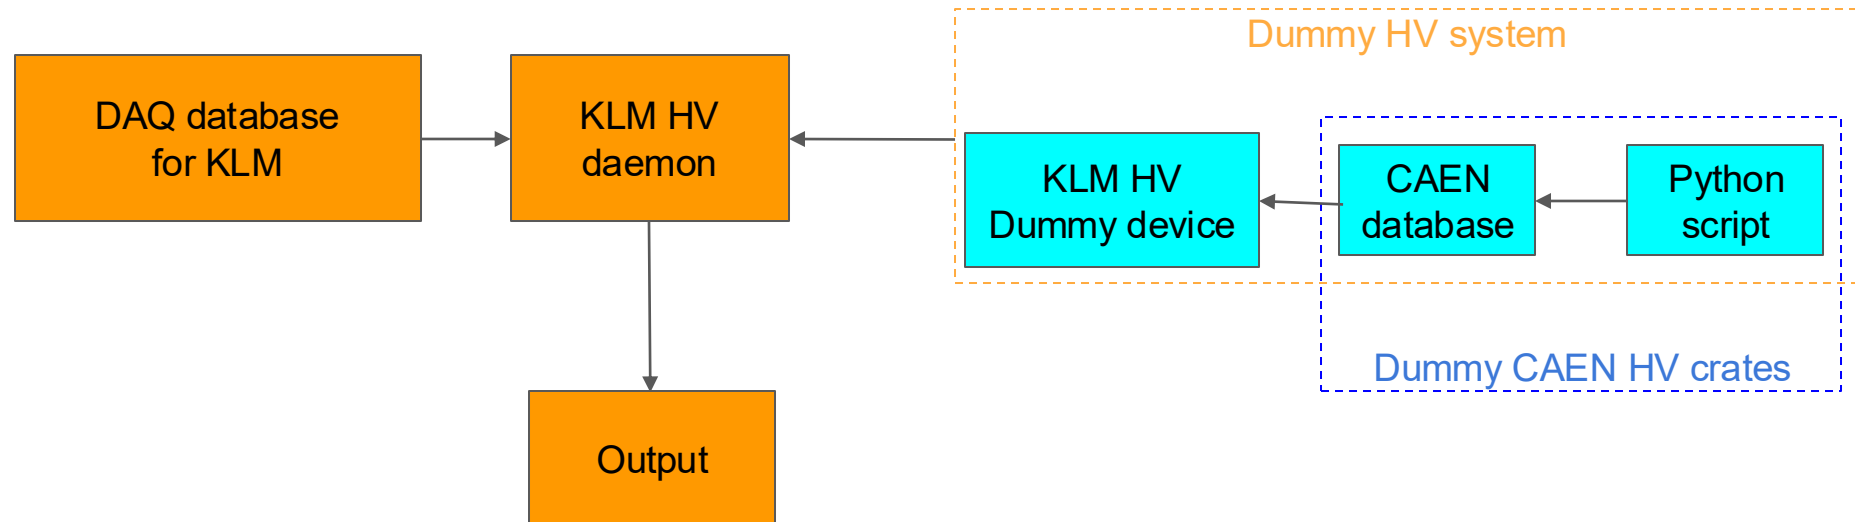 Dummy HV system
DAQ database
for KLM
KLM HV
daemon
KLM HV
Dummy device
CAEN
database
Python
script
Dummy CAEN HV crates
Output